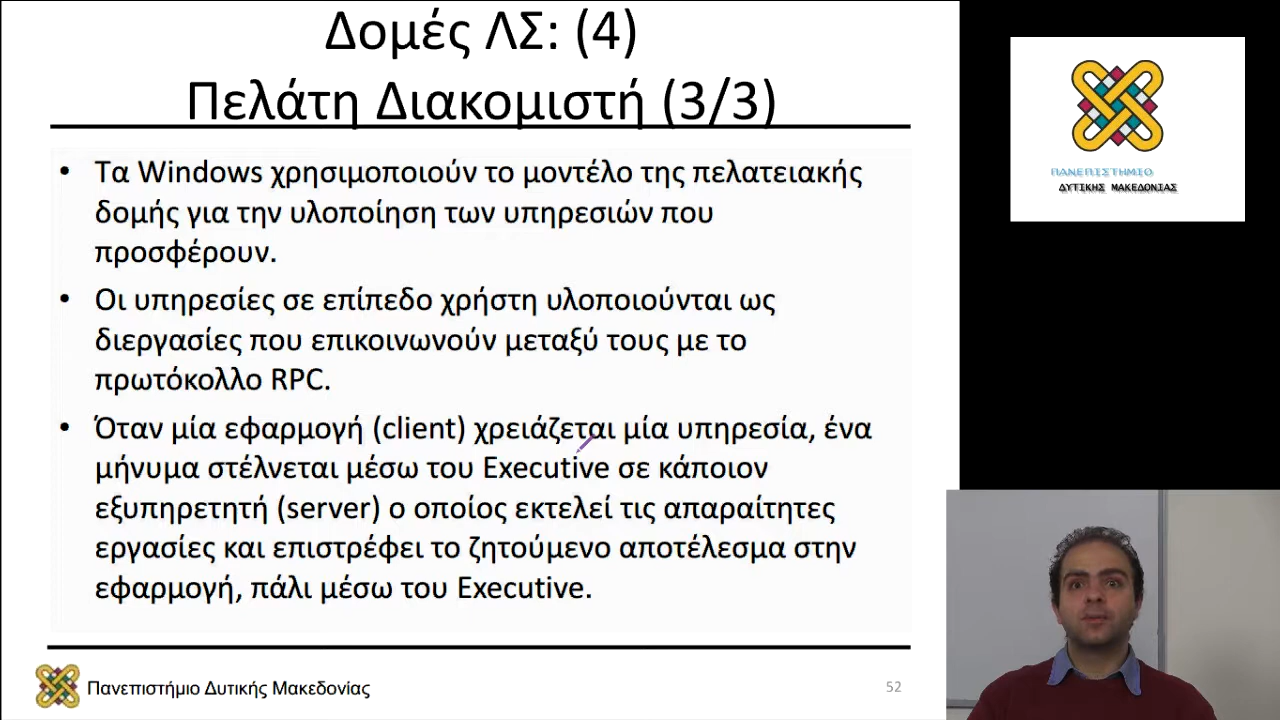 Δομές ΛΣ: (4)
Πελάτη Διακομιστή (3/3)
• Τα Windows χρησιμοποιούν το μοντέλο της πελατειακής
δομής για την υλοποίηση των υπηρεσιών που
προσφέρουν.
• Οι υπηρεσίες σε επίπεδο χρήστη υλοποιούνται ως
διεργασίες που επικοινωνούν μεταξύ τους με το
πρωτόκολλο RPC.
• Όταν μία εφαρμογή (client) χρειάζεται μία υπηρεσία, ένα
μήνυμα στέλνεται μέσω του Executive σε κάποιον
εξυπηρετητή (server) ο οποίος εκτελεί τις απαραίτητες
εργασίες και επιστρέφει το ζητούμενο αποτέλεσμα στην
εφαρμογή, πάλι μέσω του Executive.
Πανεπιστήμιο Δυτικής Μακεδονίας
52
ΠΑΝΕΠΙΣΤΗΜΙΟ
ΔΥΤΙΚΗΣ ΜΑΚΕΔΟΝΙΑΣ